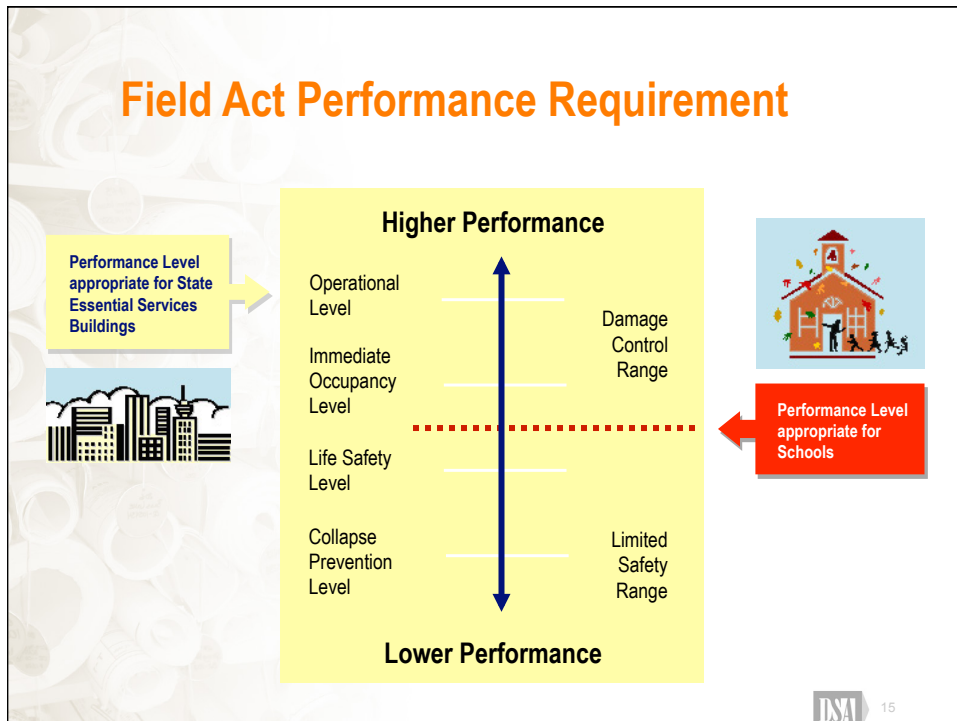 Field Act Performance Requirement
Higher Performance
Performance Level
appropriate for State
Essential Services
Buildings
Operational
Level
Damage
Control
Range
Immediate
Occupancy
Level
Performance Level
appropriate for
Schools
Life Safety
Level
Collapse
Prevention
Level
Limited
Safety
Range
Lower Performance
DSA
15